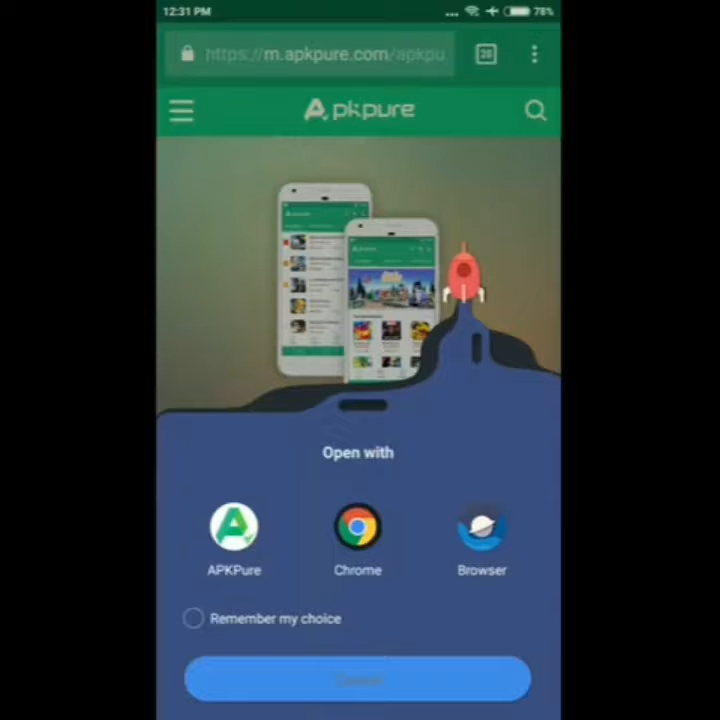 12:31 PM
78%
https://m.apkpure.com/apkpu
20
Apkpure
Open with
APKPure
Chrome
Browser
Remember my choice